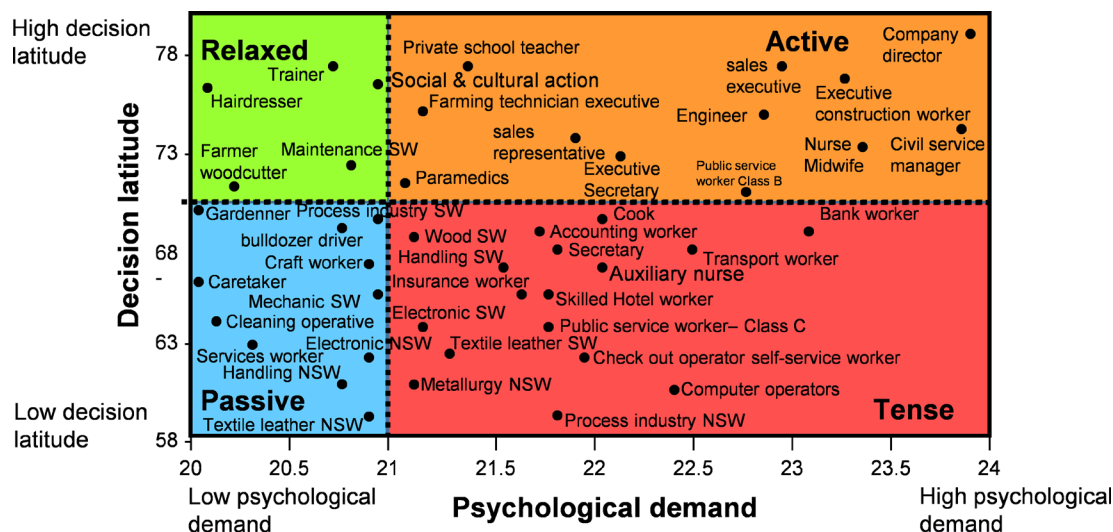 High decision
latitude
78
73
68
-
63
58
Low decision
latitude
Decision latitude
Relaxed
Trainer
Hairdresser
Social & cultural action
Farmer
woodcutter
Maintenance SW
Active
Private school teacher
Farming technician executive
sales
representative
Paramedics
Executive
Secretary
Engineer
sales
executive
Company
director
Executive
construction worker
Nurse
Midwife
Civil service
manager
Public service
worker Class B
Gardenner
Process industry SW
bulldozer driver
Craft worker
Caretaker
Mechanic SW
Cleaning operative
Electronic NSW
Services worker
Handling NSW
Passive
Textile leather NSW
Cook
Bank worker
Wood SW
Accounting worker
Secretary
Transport worker
Handling SW
Auxiliary nurse
Insurance worker
Skilled Hotel worker
Electronic SW
Public service worker– Class C
Textile leather SW
Check out operator self-service worker
Metallurgy NSW
Computer operators
Process industry NSW
Tense
20
20.5
21
21.5
22
22.5
23
23.5
24
Low psychological
demand
Psychological demand
High psychological
demand